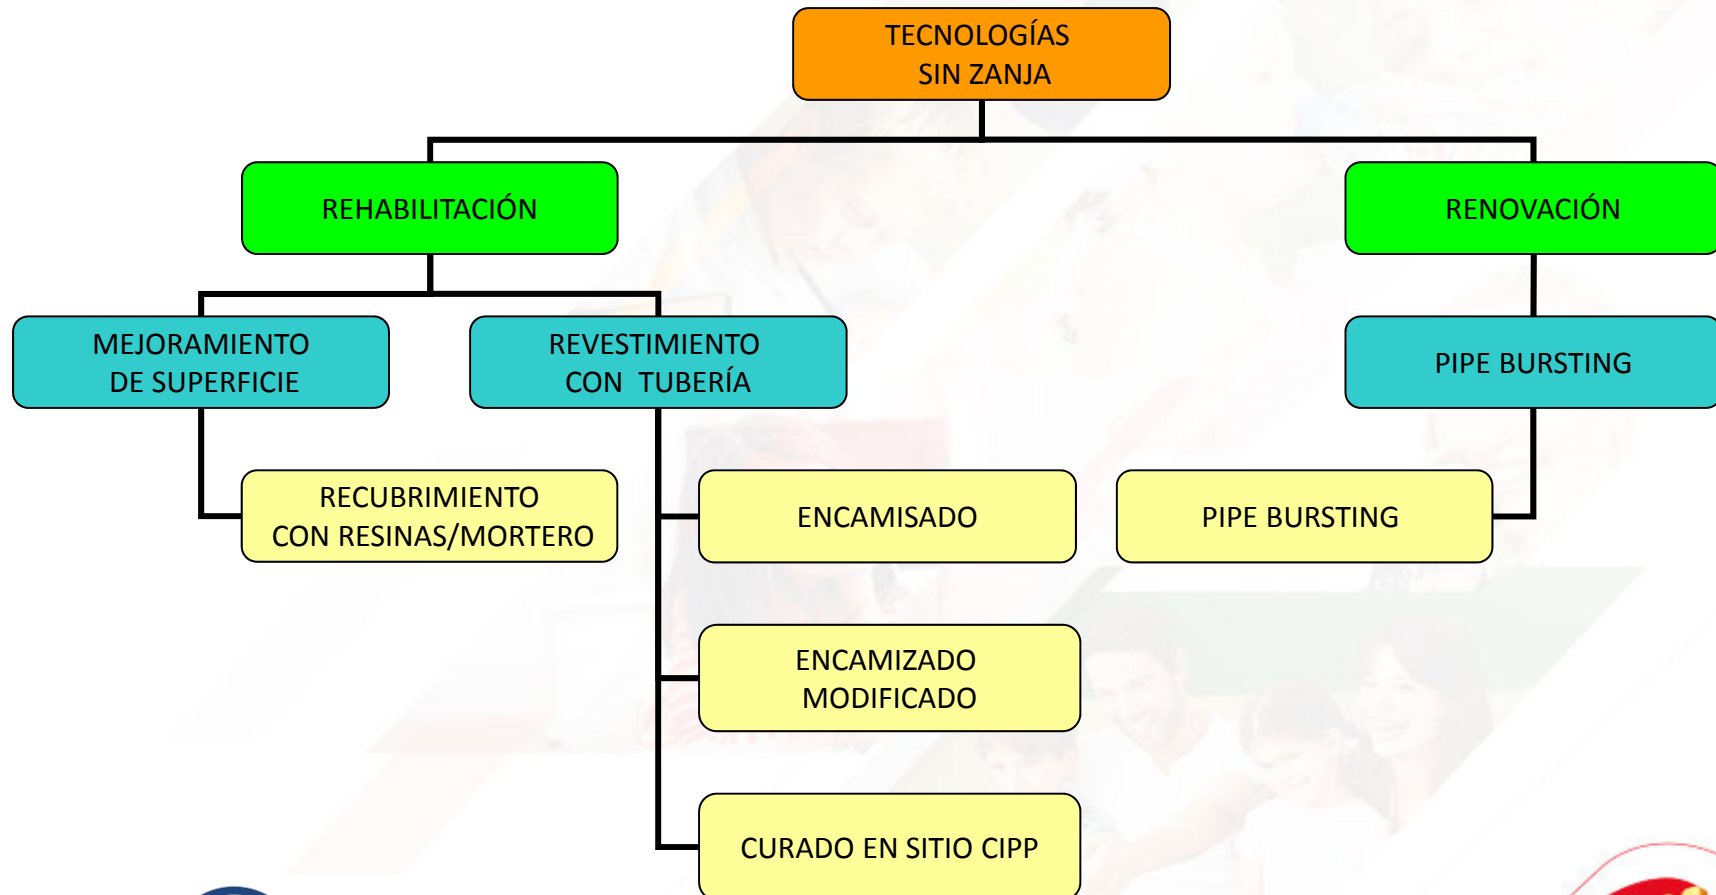 TECNOLOGÍAS
SIN ZANJA
REHABILITACIÓN
RENOVACIÓN
MEJORAMIENTO
DE SUPERFICIE
REVESTIMIENTO
CON TUBERÍA
PIPE BURSTING
RECUBRIMIENTO
CON RESINAS/MORTERO
ENCAMISADO
PIPE BURSTING
ENCAMIZADO
MODIFICADO
CURADO EN SITIO CIPP